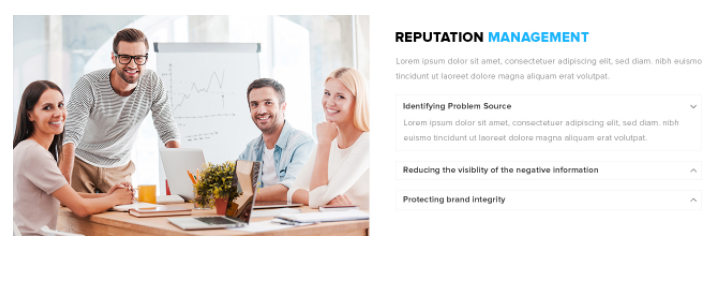 REPUTATION MANAGEMENT
Lorem ipsum dolor sit amet, consectetuer adipiscing elit, sed diam. nibh euismo
tincidunt ut laoreet dolore magna aliquam erat volutpat.
Identifying Problem Source
Lorem ipsum dolor sit amet, consectetuer adipiscing elit, sed diam. nibh
euismo tincidunt ut laoreet dolore magna aliquam erat volutpat.
Reducing the visiblity of the negative information
Protecting brand integrity